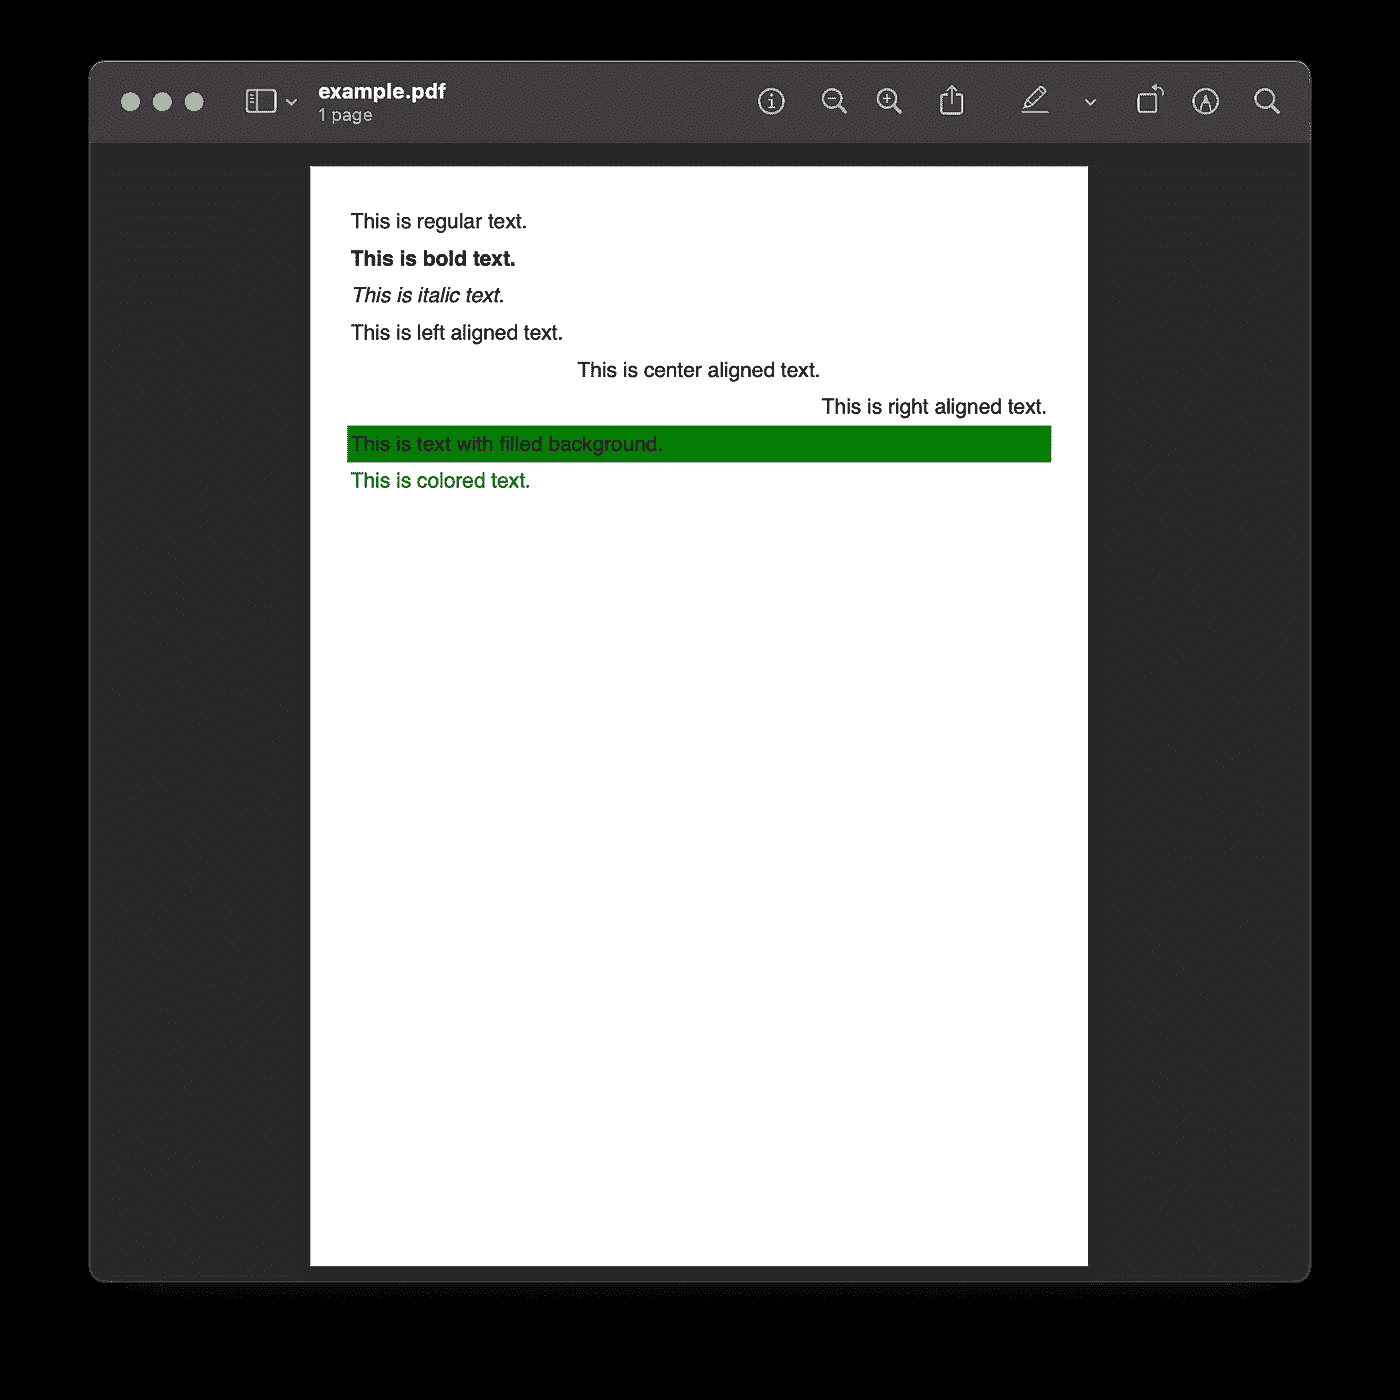 example.pdf
1 page
This is regular text.
This is bold text.
This is italic text.
This is left aligned text.
This is center aligned text.
This is right aligned text.
This is text with filled background.
This is colored text.